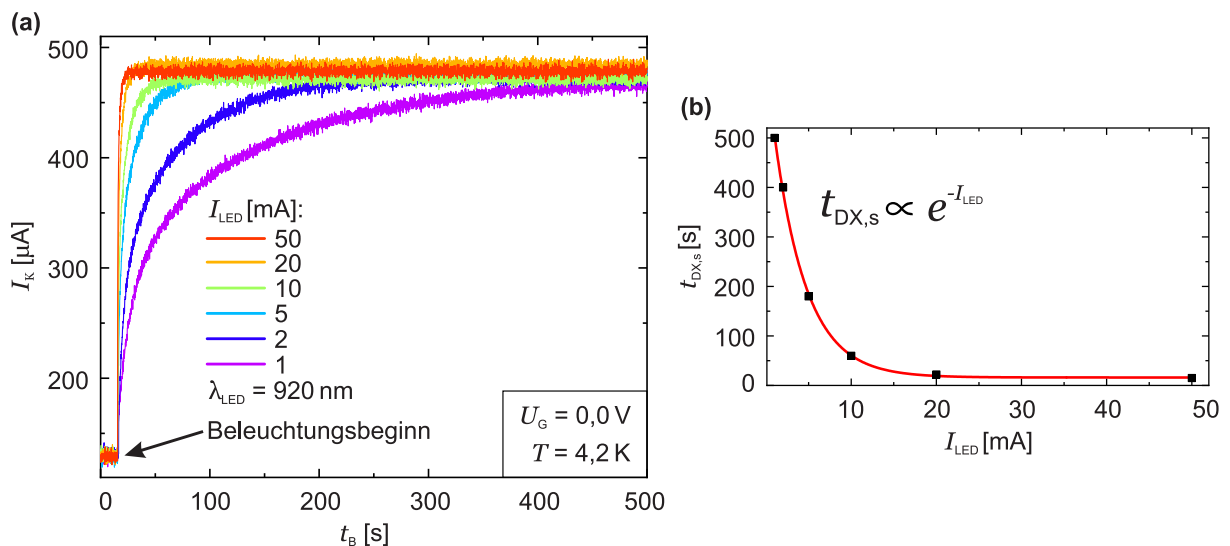 (a)
500
400
300
200
I_K [µA]
I_LED [mA]:
50
20
10
5
2
1
λ_LED = 920 nm
Beleuchtungsbeginn
U_G = 0,0 V
T = 4,2 K
0 100 200 300 400 500
t_B [s]
(b)
500
400
300
200
100
0
t_DX,s [s]
t_DX,s ∝ e^-I_LED
10 20 30 40 50
I_LED [mA]